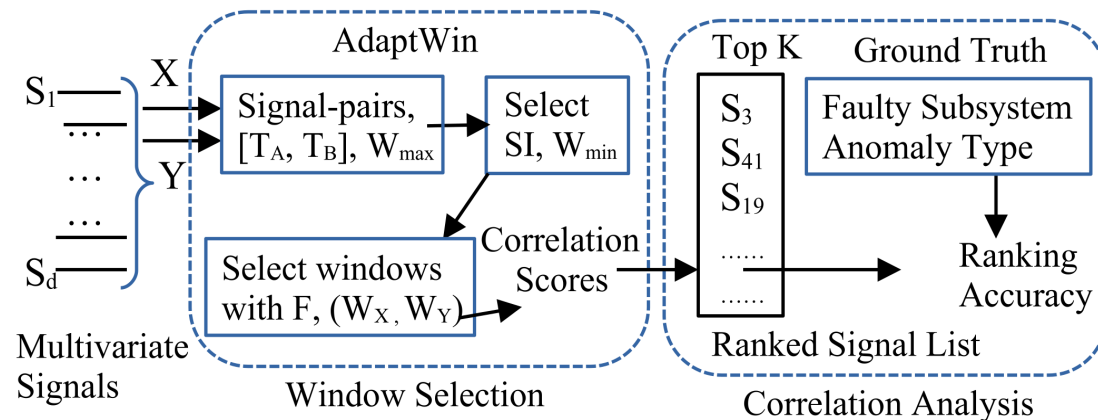 S1
...
...
...
Sd
Multivariate
Signals
X
Y
AdaptWin
Signal-pairs,
[TA, TB], Wmax
Select
SI, Wmin
Select windows
with F, (WX , WY)
Correlation
Scores
Window Selection
Top K
S3
S41
S19
......
......
Ranked Signal List
Ground Truth
Faulty Subsystem
Anomaly Type
Ranking
Accuracy
Correlation Analysis